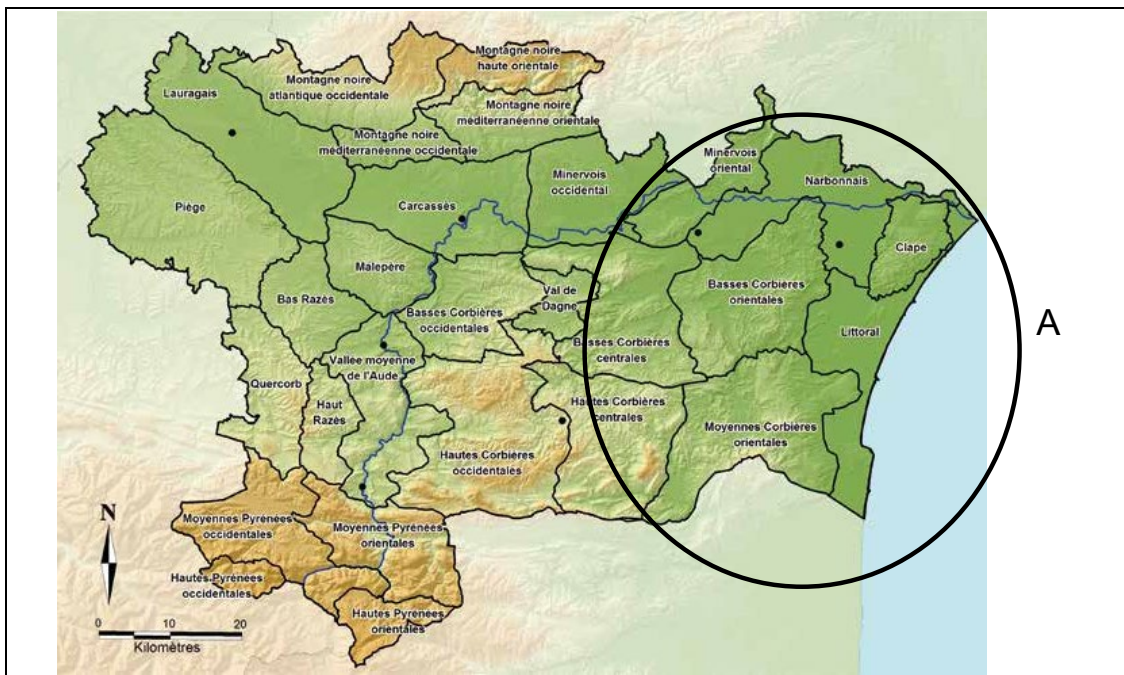 Montagne noire
haute orientale
Montagne noire
atlantique occidentale
Lauragais
Montagne noire
méditerranéenne orientale
Montagne noire
méditerranéenne occidentale
Minervois
oriental
Minervois
occidental
Narbonnais
Piège
Carcassès
Clape
Malepère
Bas Razès
Val de
Dagne
Basses Corbières
orientales
Basses Corbières
occidentales
Littoral
A
Basses Corbières
centrales
Vallée moyenne
de l'Aude
Quercorb
Haut
Razès
Hautes Corbières
centrales
Moyennes Corbières
orientales
Hautes Corbières
occidentales
N
Moyennes Pyrénées
occidentales
Moyennes Pyrénées
orientales
Hautes Pyrénées
occidentales
Hautes Pyrénées
orientales
0 10 20
Kilomètres